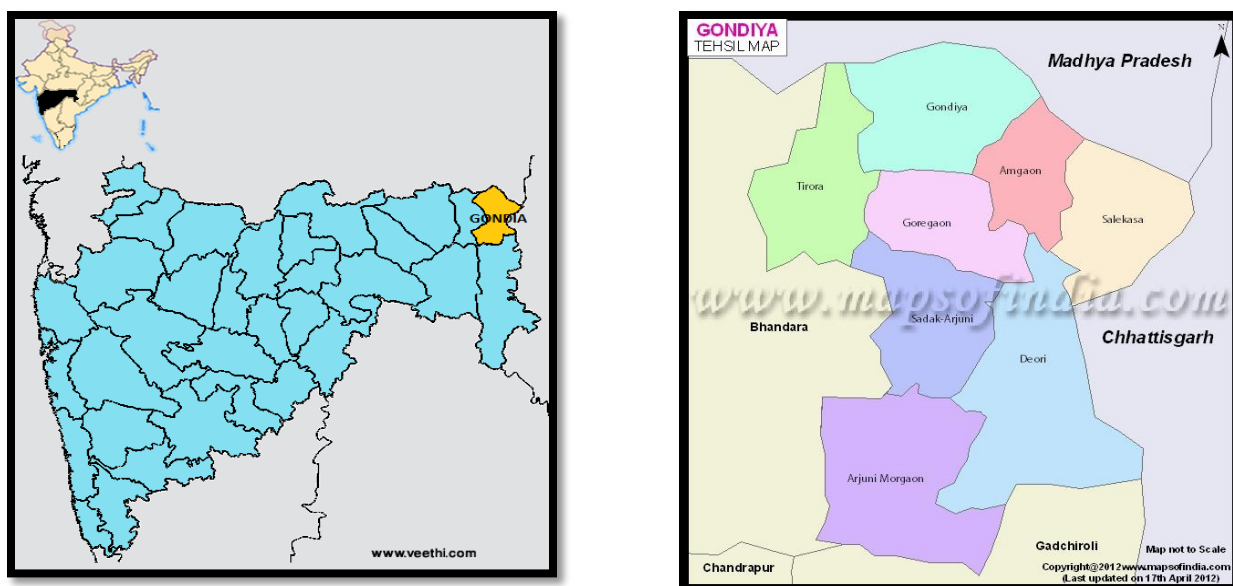 GONDIA
www.veethi.com
GONDIYA
TEHSIL MAP
N
Madhya Pradesh
Gondiya
Amgaon
Tirora
Salekasa
Goregaon
www.mapsofindia.com
Bhandara
Sadak-Arjuni
Chhattisgarh
Deori
Arjuni Morgaon
Gadchiroli
Map not to Scale
Chandrapur
Copyright@2012www.mapsofindia.com
(Last updated on 17th April 2012)